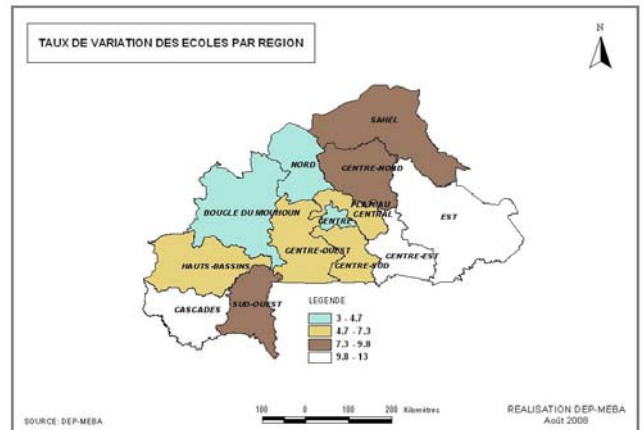 TAUX DE VARIATION DES ECOLES PAR REGION
N
SAHEL
NORD
CENTRE-NORD
BOUGLE DU MOUHOUN
PLATEAU
CENTRAL
CENTRE
EST
CENTRE-OUEST
CENTRE-EST
HAUTS-BASSINS
CENTRE-SUD
CASCADES
SUD-OUEST
LEGENDE
3 - 4.7
4.7 - 7.3
7.3 - 9.8
9.8 - 13
100 0 100 200 Kilomètres
SOURCE: DEP-MEBA
REALISATION DEP-MEBA
Août 2008